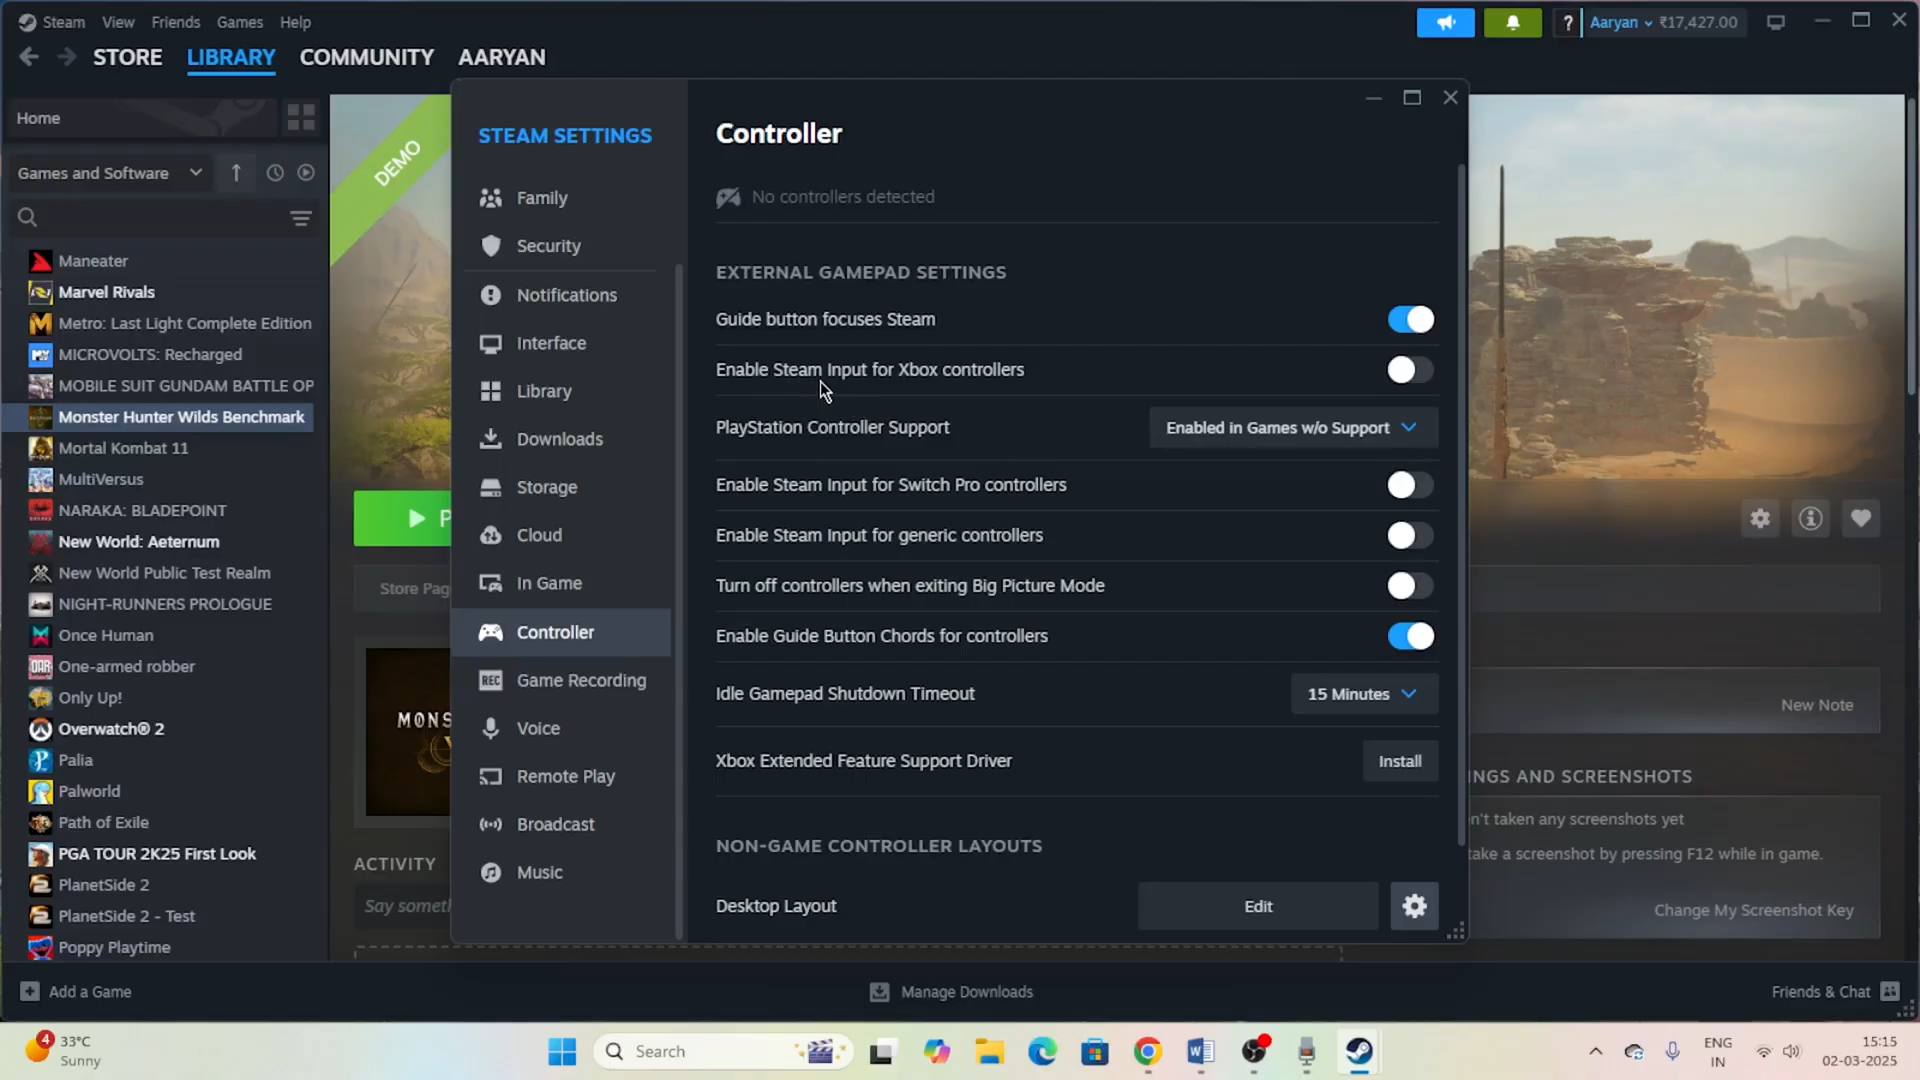 Steam View Friends Games Help
? Aaryan ₹17,427.00
STORE LIBRARY COMMUNITY AARYAN
Home
Games and Software
Maneater
Marvel Rivals
Metro: Last Light Complete Edition
MICROVOLTS: Recharged
MOBILE SUIT GUNDAM BATTLE OP
Monster Hunter Wilds Benchmark
Mortal Kombat 11
MultiVersus
NARAKA: BLADEPOINT
New World: Aeternum
New World Public Test Realm
NIGHT-RUNNERS PROLOGUE
Once Human
One-armed robber
Only Up!
Overwatch® 2
Palia
Palworld
Path of Exile
PGA TOUR 2K25 First Look
PlanetSide 2
PlanetSide 2 - Test
Poppy Playtime
DEMO
P
Store Pag
MONS
ACTIVITY
Say someth
STEAM SETTINGS
Family
Security
Notifications
Interface
Library
Downloads
Storage
Cloud
In Game
Controller
REC Game Recording
Voice
Remote Play
Broadcast
Music
Controller
No controllers detected
EXTERNAL GAMEPAD SETTINGS
Guide button focuses Steam
Enable Steam Input for Xbox controllers
PlayStation Controller Support Enabled in Games w/o Support
Enable Steam Input for Switch Pro controllers
Enable Steam Input for generic controllers
Turn off controllers when exiting Big Picture Mode
Enable Guide Button Chords for controllers
Idle Gamepad Shutdown Timeout 15 Minutes
Xbox Extended Feature Support Driver Install
NON-GAME CONTROLLER LAYOUTS
Desktop Layout Edit
New Note
INGS AND SCREENSHOTS
n't taken any screenshots yet
take a screenshot by pressing F12 while in game.
Change My Screenshot Key
Add a Game Manage Downloads Friends & Chat
4 33°C
Sunny
Search
ENG
IN
15:15
02-03-2025